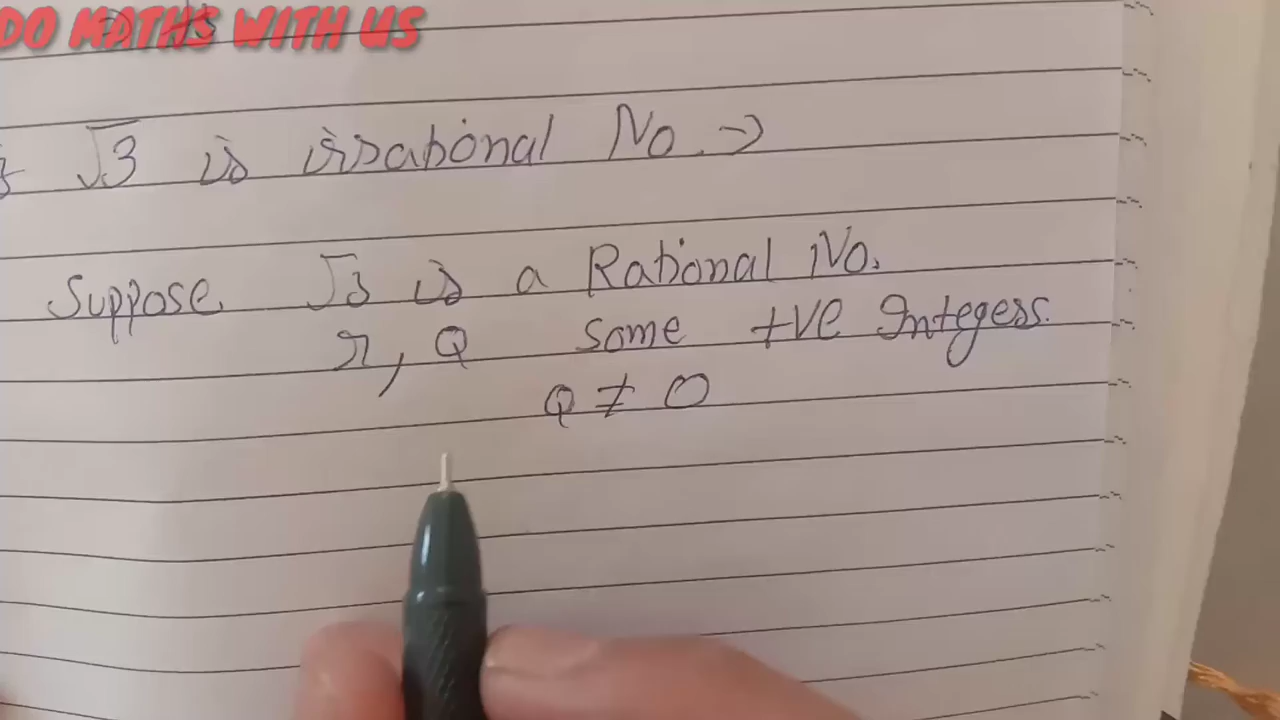 DO MATHS WITH US
√3 is irrational No. →
Suppose √3 is a Rational No.
r, Q some +ve Integers.
Q ≠ 0